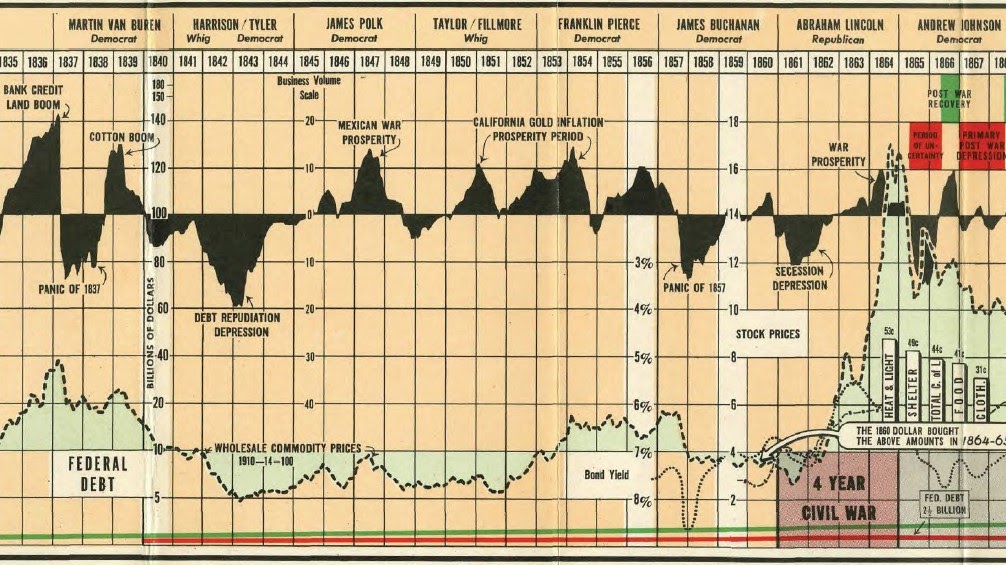 MARTIN VAN BUREN
Democrat
HARRISON / TYLER
Whig Democrat
JAMES POLK
Democrat
TAYLOR / FILLMORE
Whig
FRANKLIN PIERCE
Democrat
JAMES BUCHANAN
Democrat
ABRAHAM LINCOLN
Republican
ANDREW JOHNSON
Democrat
1835 1836 1837 1838 1839 1840 1841 1842 1843 1844 1845 1846 1847 1848 1849 1850 1851 1852 1853 1854 1855 1856 1857 1858 1859 1860 1861 1862 1863 1864 1865 1866 1867
BANK CREDIT
LAND BOOM
COTTON BOOM
PANIC OF 1837
180
150
140
120
100
80
60
40
20
10
5
BILLIONS OF DOLLARS
Business Volume
Scale
20
10
0
10
20
30
40
DEBT REPUDIATION
DEPRESSION
MEXICAN WAR
PROSPERITY
CALIFORNIA GOLD INFLATION
PROSPERITY PERIOD
PANIC OF 1857
3%
4%
5%
6%
7%
8%
Bond Yield
18
16
14
12
10
8
6
4
2
STOCK PRICES
WAR
PROSPERITY
SECESSION
DEPRESSION
POST WAR
RECOVERY
PERIOD
OF UN-
CERTAINTY
PRIMARY
POST WAR
DEPRESSION
53c
HEAT & LIGHT
49c
SHELTER
44c
TOTAL C. of L.
41c
FOOD
31c
CLOTH.
THE 1860 DOLLAR BOUGHT
THE ABOVE AMOUNTS IN 1864-65
WHOLESALE COMMODITY PRICES
1910-14-100
FEDERAL
DEBT
4 YEAR
CIVIL WAR
FED. DEBT
2½ BILLION